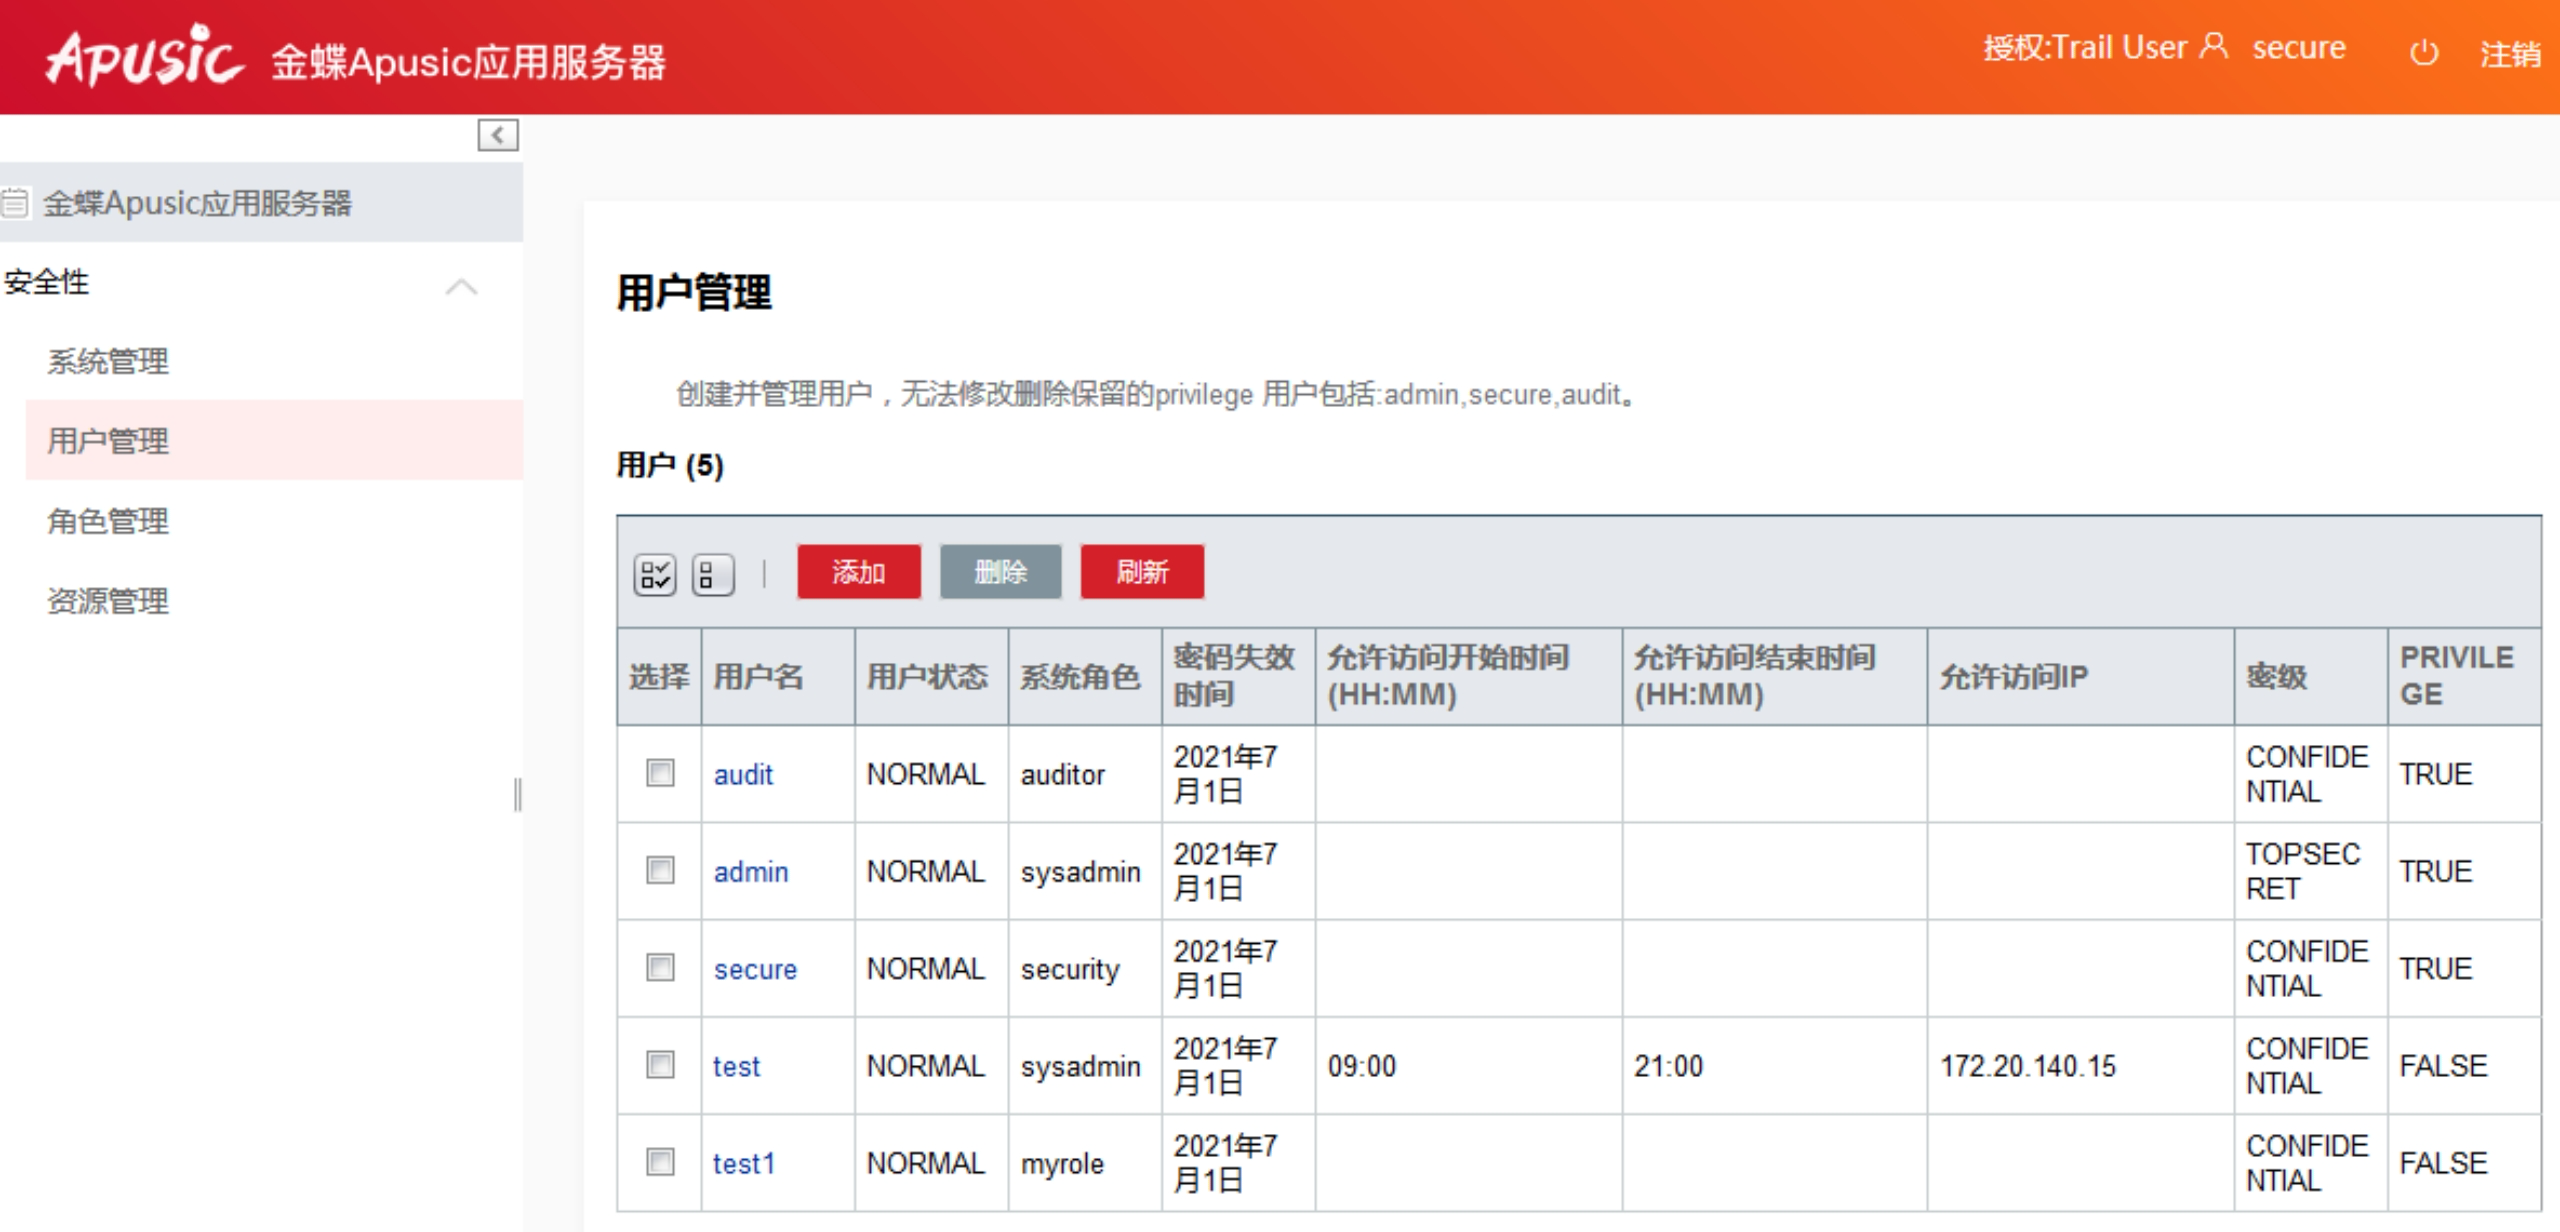 APUSIC 金蝶Apusic应用服务器
授权:Trail User secure 注销
金蝶Apusic应用服务器
安全性
系统管理
用户管理
角色管理
资源管理
用户管理
创建并管理用户，无法修改删除保留的privilege 用户包括:admin,secure,audit。
用户 (5)
添加 删除 刷新
选择 用户名 用户状态 系统角色 密码失效时间 允许访问开始时间(HH:MM) 允许访问结束时间(HH:MM) 允许访问IP 密级 PRIVILEGE
audit NORMAL auditor 2021年7月1日 CONFIDENTIAL TRUE
admin NORMAL sysadmin 2021年7月1日 TOPSECRET TRUE
secure NORMAL security 2021年7月1日 CONFIDENTIAL TRUE
test NORMAL sysadmin 2021年7月1日 09:00 21:00 172.20.140.15 CONFIDENTIAL FALSE
test1 NORMAL myrole 2021年7月1日 CONFIDENTIAL FALSE